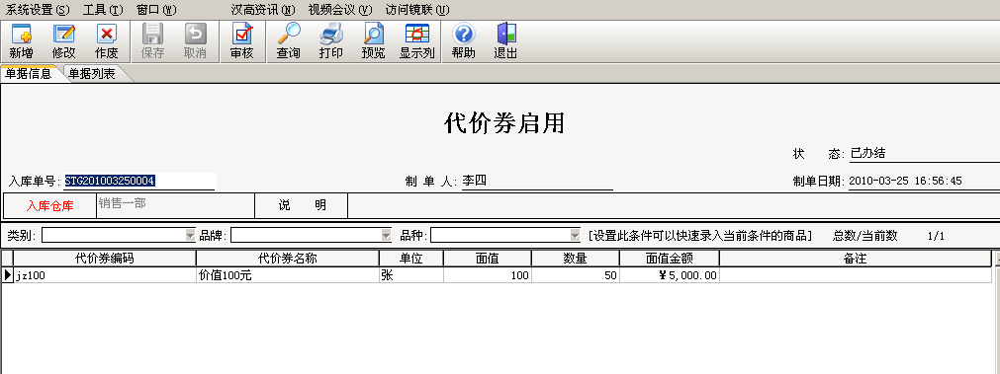 系统设置(S) 工具(T) 窗口(W) 汉高资讯(N) 视频会议(V) 访问镜联(U)
新增 修改 作废 保存 取消 审核 查询 打印 预览 显示列 帮助 退出
单据信息 单据列表
代价券启用
状 态: 已办结
入库单号: STG201003250004 制 单 人: 李四 制单日期: 2010-03-25 16:56:45
入库仓库 销售一部 说 明
类别: 品牌: 品种: [设置此条件可以快速录入当前条件的商品] 总数/当前数 1/1
代价券编码 代价券名称 单位 面值 数量 面值金额 备注
jz100 价值100元 张 100 50 ¥5,000.00